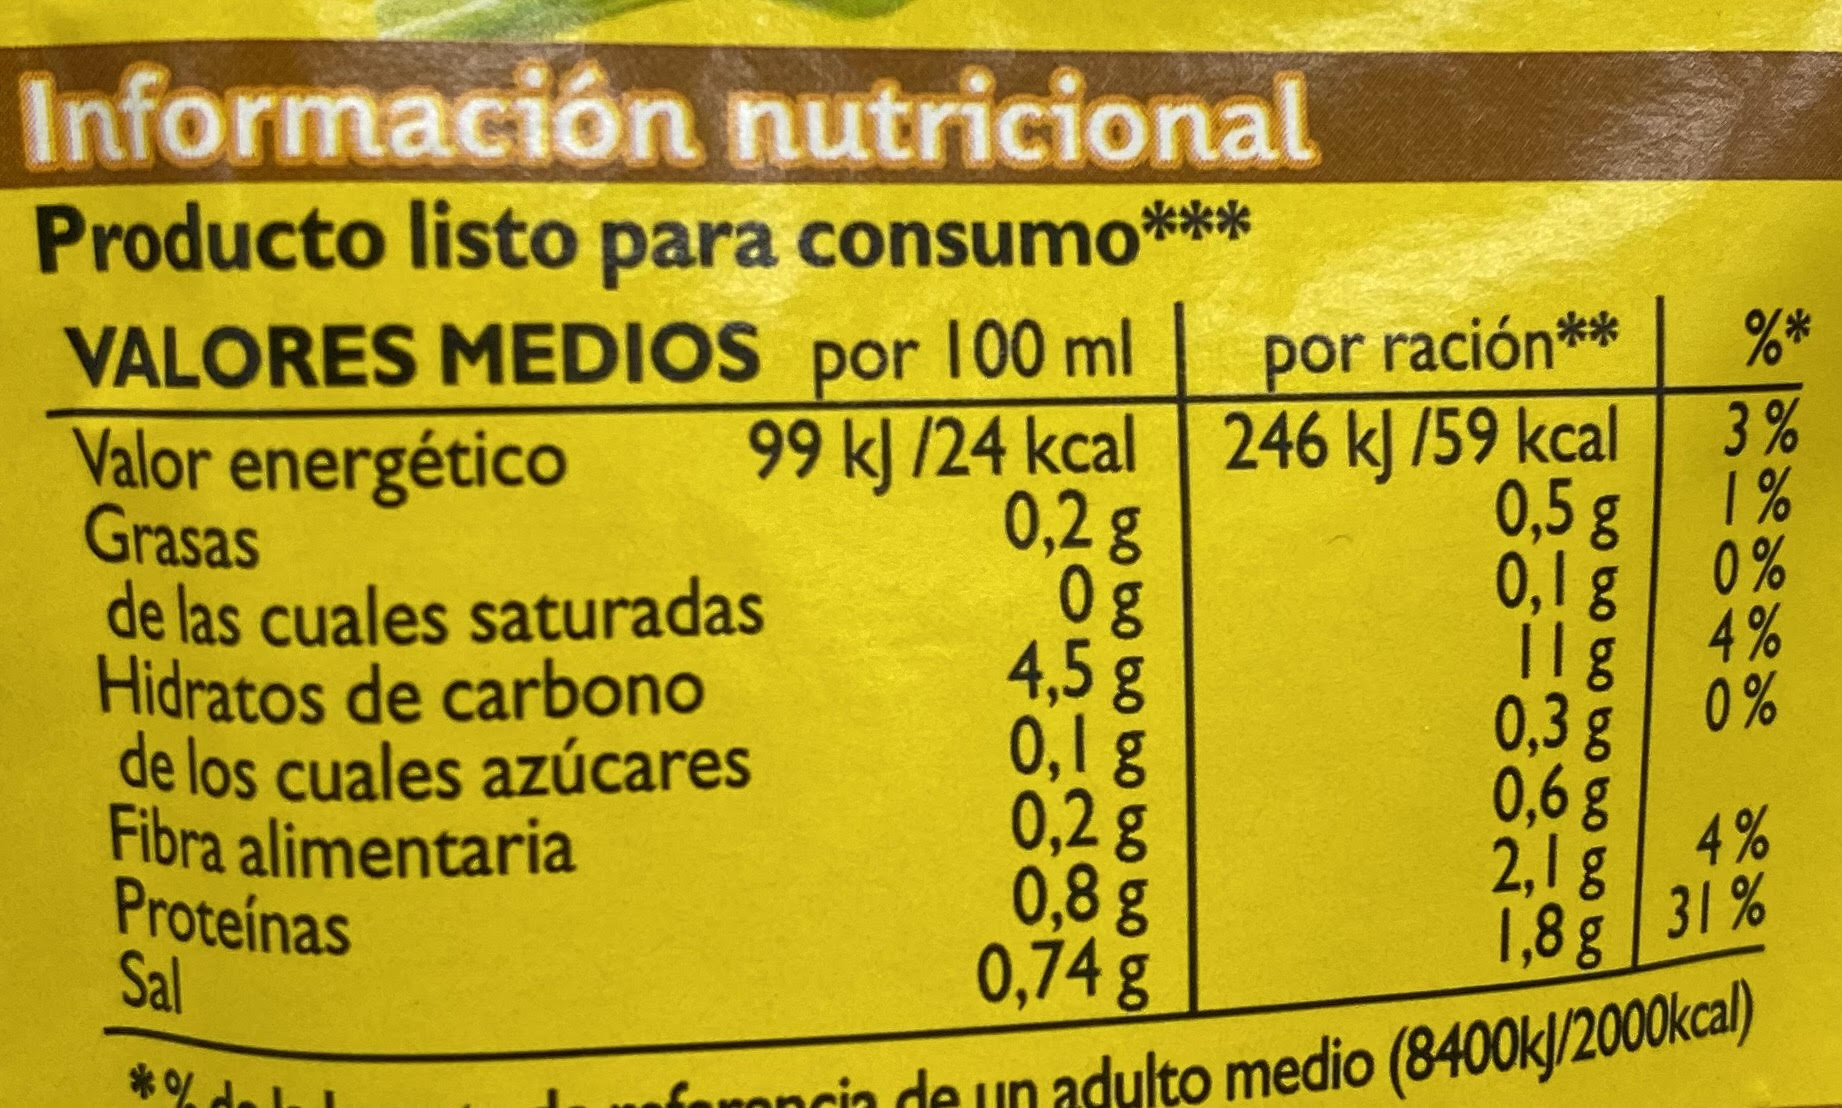 Información nutricional
Producto listo para consumo***
VALORES MEDIOS por 100 ml por ración** %*
Valor energético 99 kJ /24 kcal 246 kJ /59 kcal 3%
Grasas 0,2 g 0,5 g 1%
de las cuales saturadas 0 g 0,1 g 0%
Hidratos de carbono 4,5 g 11 g 4%
de los cuales azúcares 0,1 g 0,3 g 0%
Fibra alimentaria 0,2 g 0,6 g
Proteínas 0,8 g 2,1 g 4%
Sal 0,74 g 1,8 g 31%
*% de un adulto medio (8400kJ/2000kcal)